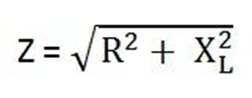 Z = √(R² + X_L²)